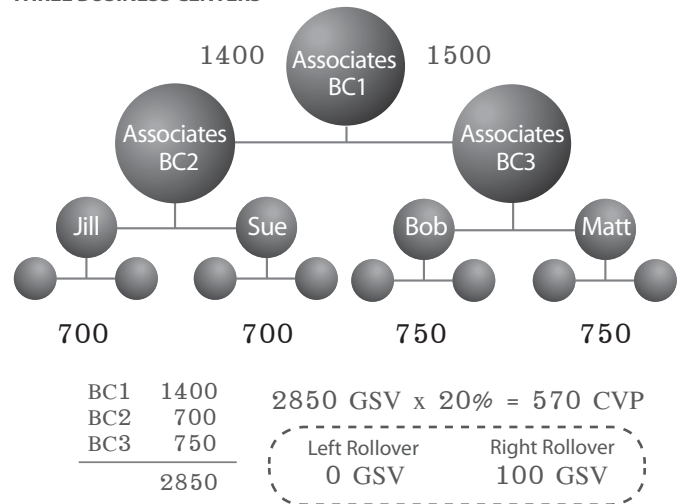 THREE BUSINESS CENTERS
1400 Associates BC1 1500
Associates BC2 Associates BC3
Jill Sue Bob Matt
700 700 750 750
BC1 1400
BC2 700
BC3 750
2850
2850 GSV x 20% = 570 CVP
Left Rollover Right Rollover
0 GSV 100 GSV